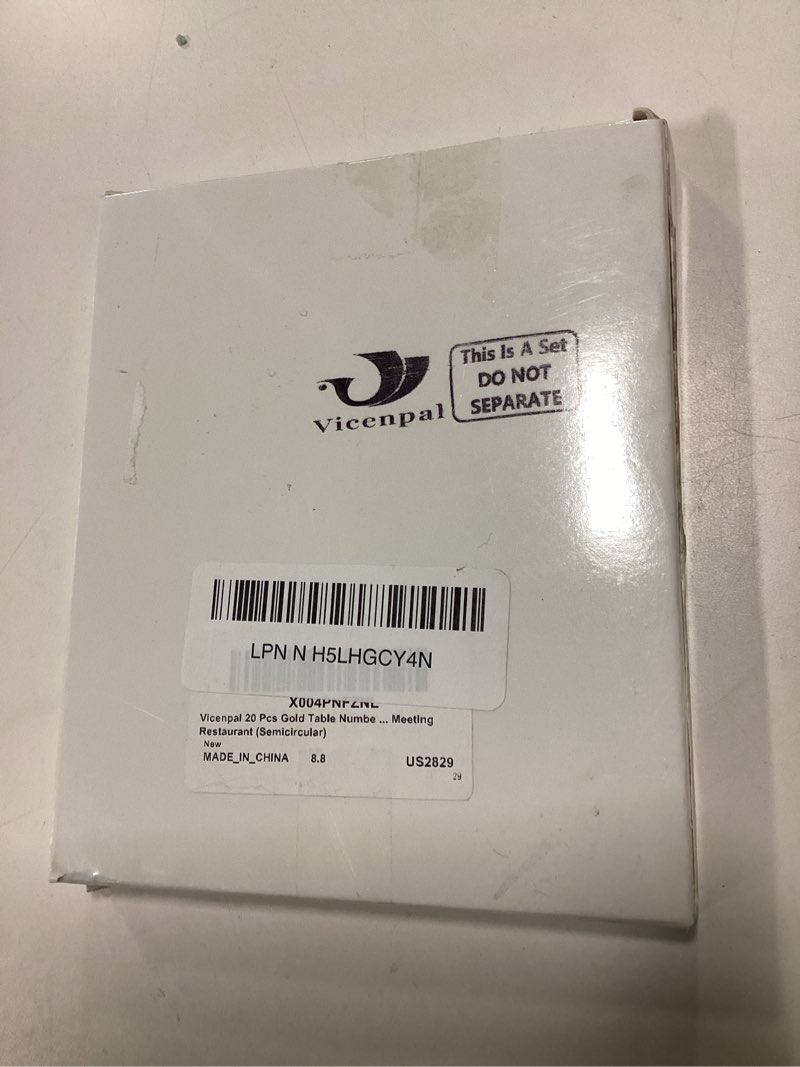 Vicenpal
This Is A Set
DO NOT
SEPARATE
LPN N H5LHGCY4N
Vicenpal 20 Pcs Gold Table Numbe ... Meeting
Restaurant (Semicircular)
New
MADE_IN_CHINA 8.8 US2829
29